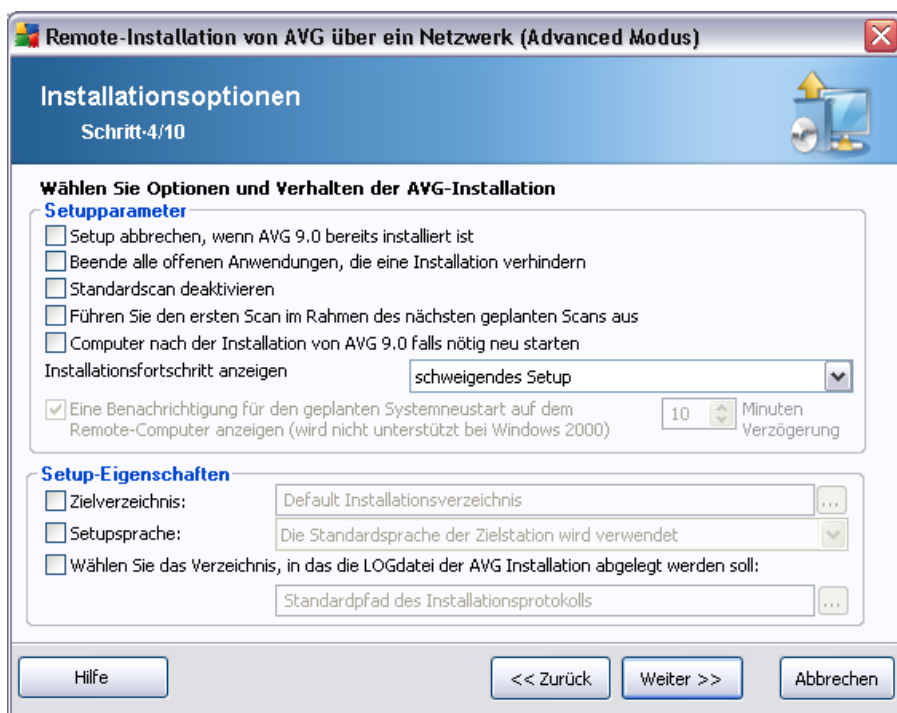 Remote-Installation von AVG über ein Netzwerk (Advanced Modus)
Installationsoptionen
Schritt·4/10
Wählen Sie Optionen und Verhalten der AVG-Installation
Setupparameter
Setup abbrechen, wenn AVG 9.0 bereits installiert ist
Beende alle offenen Anwendungen, die eine Installation verhindern
Standardscan deaktivieren
Führen Sie den ersten Scan im Rahmen des nächsten geplanten Scans aus
Computer nach der Installation von AVG 9.0 falls nötig neu starten
Installationsfortschritt anzeigen schweigendes Setup
Eine Benachrichtigung für den geplanten Systemneustart auf dem 10 Minuten
Remote-Computer anzeigen (wird nicht unterstützt bei Windows 2000) Verzögerung
Setup-Eigenschaften
Zielverzeichnis: Default Installationsverzeichnis ...
Setupsprache: Die Standardsprache der Zielstation wird verwendet
Wählen Sie das Verzeichnis, in das die LOGdatei der AVG Installation abgelegt werden soll:
Standardpfad des Installationsprotokolls ...
Hilfe << Zurück Weiter >> Abbrechen